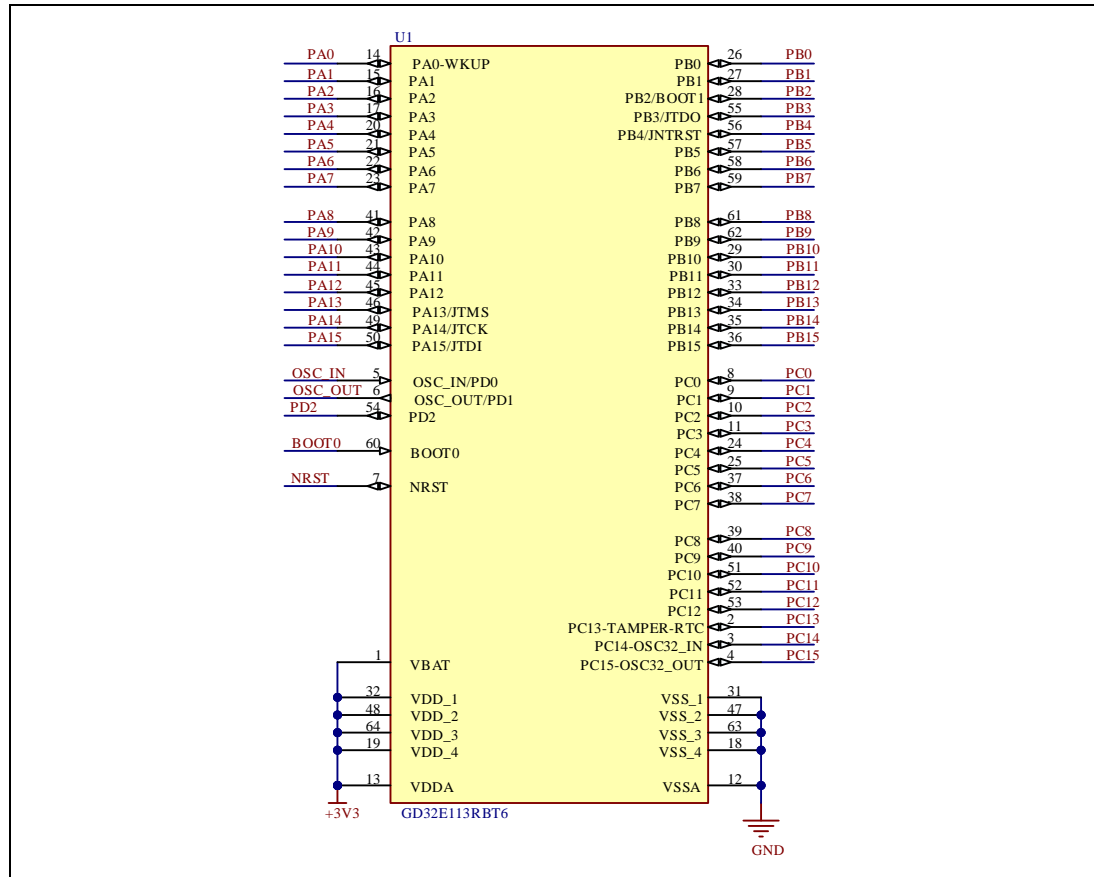 U1
PA0 14 PA0-WKUP PB0 26 PB0
PA1 15 PA1 PB1 27 PB1
PA2 16 PA2 PB2/BOOT1 28 PB2
PA3 17 PA3 PB3/JTDO 55 PB3
PA4 20 PA4 PB4/JNTRST 56 PB4
PA5 21 PA5 PB5 57 PB5
PA6 22 PA6 PB6 58 PB6
PA7 23 PA7 PB7 59 PB7
PA8 41 PA8 PB8 61 PB8
PA9 42 PA9 PB9 62 PB9
PA10 43 PA10 PB10 29 PB10
PA11 44 PA11 PB11 30 PB11
PA12 45 PA12 PB12 33 PB12
PA13 46 PA13/JTMS PB13 34 PB13
PA14 49 PA14/JTCK PB14 35 PB14
PA15 50 PA15/JTDI PB15 36 PB15
OSC_IN 5 OSC_IN/PD0 PC0 8 PC0
OSC_OUT 6 OSC_OUT/PD1 PC1 9 PC1
PD2 54 PD2 PC2 10 PC2
PC3 11 PC3
BOOT0 60 BOOT0 PC4 24 PC4
PC5 25 PC5
NRST 7 NRST PC6 37 PC6
PC7 38 PC7
PC8 39 PC8
PC9 40 PC9
PC10 51 PC10
PC11 52 PC11
PC12 53 PC12
PC13-TAMPER-RTC 2 PC13
PC14-OSC32_IN 3 PC14
1 VBAT PC15-OSC32_OUT 4 PC15
32 VDD_1 VSS_1 31
48 VDD_2 VSS_2 47
64 VDD_3 VSS_3 63
19 VDD_4 VSS_4 18
13 VDDA VSSA 12
+3V3 GD32E113RBT6
GND